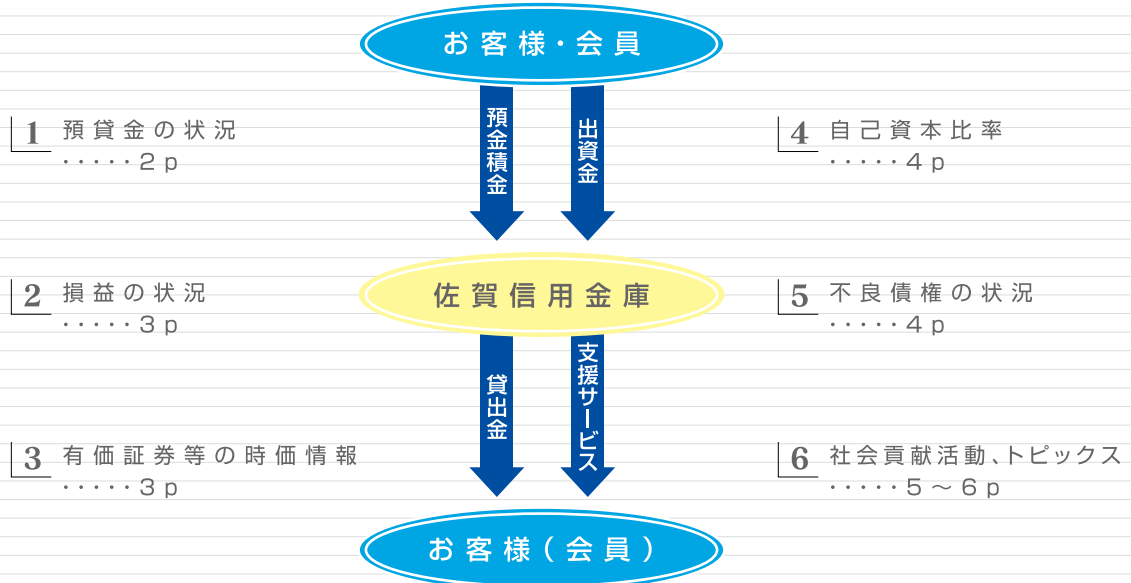 お客様・会員
預金積金
出資金
1 預貸金の状況
・・・・・2p
4 自己資本比率
・・・・・4p
佐賀信用金庫
2 損益の状況
・・・・・3p
5 不良債権の状況
・・・・・4p
貸出金
支援サービス
3 有価証券等の時価情報
・・・・・3p
6 社会貢献活動、トピックス
・・・・・5～6p
お客様（会員）